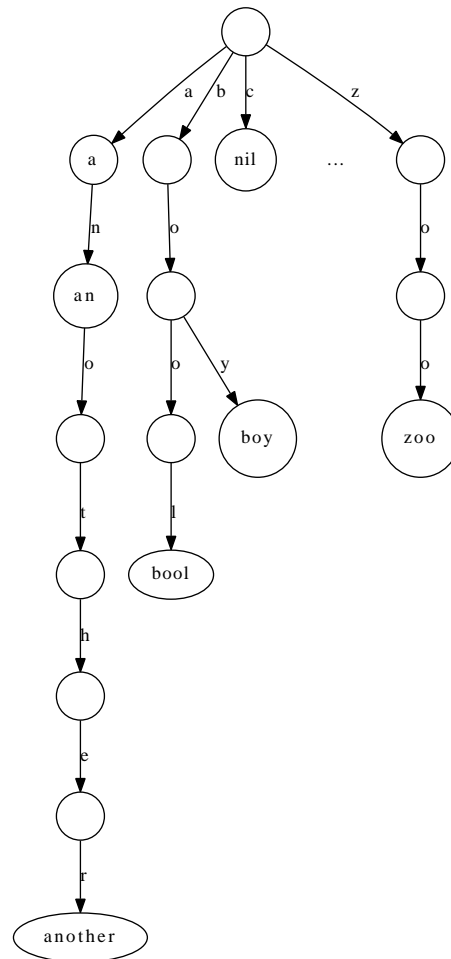 a b c z
a nil ...
n o o
an
o o y o
boy zoo
t l
bool
h
e
r
another